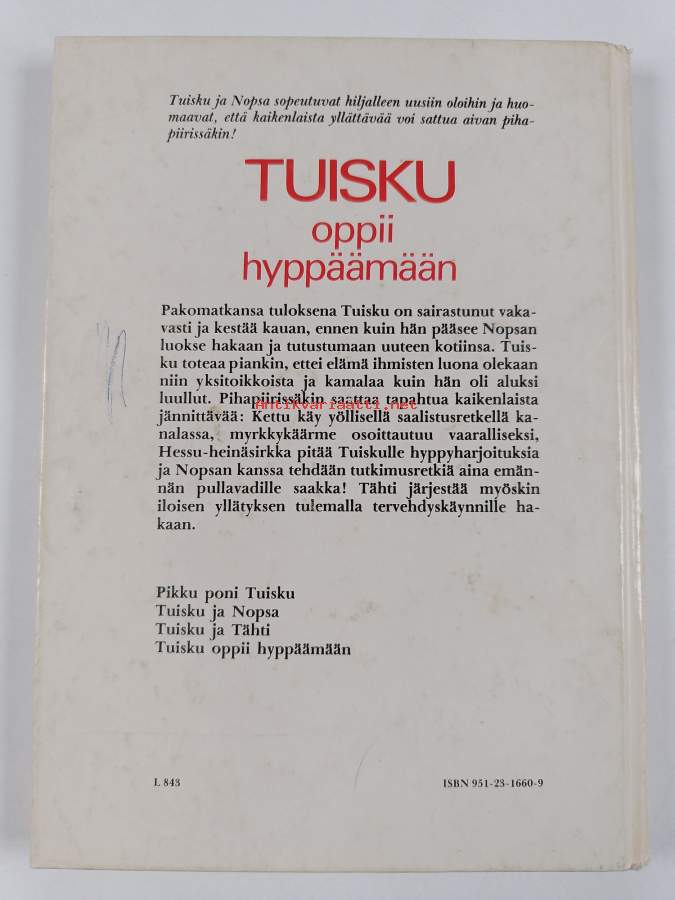 Tuisku ja Nopsa sopeutuvat hiljalleen uusiin oloihin ja huo-
maavat, että kaikenlaista yllättävää voi sattua aivan piha-
piirissäkin!
TUISKU
oppii
hyppäämään
Pakomatkansa tuloksena Tuisku on sairastunut vaka-
vasti ja kestää kauan, ennen kuin hän pääsee Nopsan
luokse hakaan ja tutustumaan uuteen kotiinsa. Tuis-
ku toteaa piankin, ettei elämä ihmisten luona olekaan
niin yksitoikkoista ja kamalaa kuin hän oli aluksi
luullut. Pihapiirissäkin saattaa tapahtua kaikenlaista
Antikvariaatti.net
jännittävää: Kettu käy yöllisellä saalistusretkellä ka-
nalassa, myrkkykäärme osoittautuu vaaralliseksi,
Hessu-heinäsirkka pitää Tuiskulle hyppyharjoituksia
ja Nopsan kanssa tehdään tutkimusretkiä aina emän-
nän pullavadille saakka! Tähti järjestää myöskin
iloisen yllätyksen tulemalla tervehdyskäynnille ha-
kaan.
Pikku poni Tuisku
Tuisku ja Nopsa
Tuisku ja Tähti
Tuisku oppii hyppäämään
L 843
ISBN 951-23-1660-9